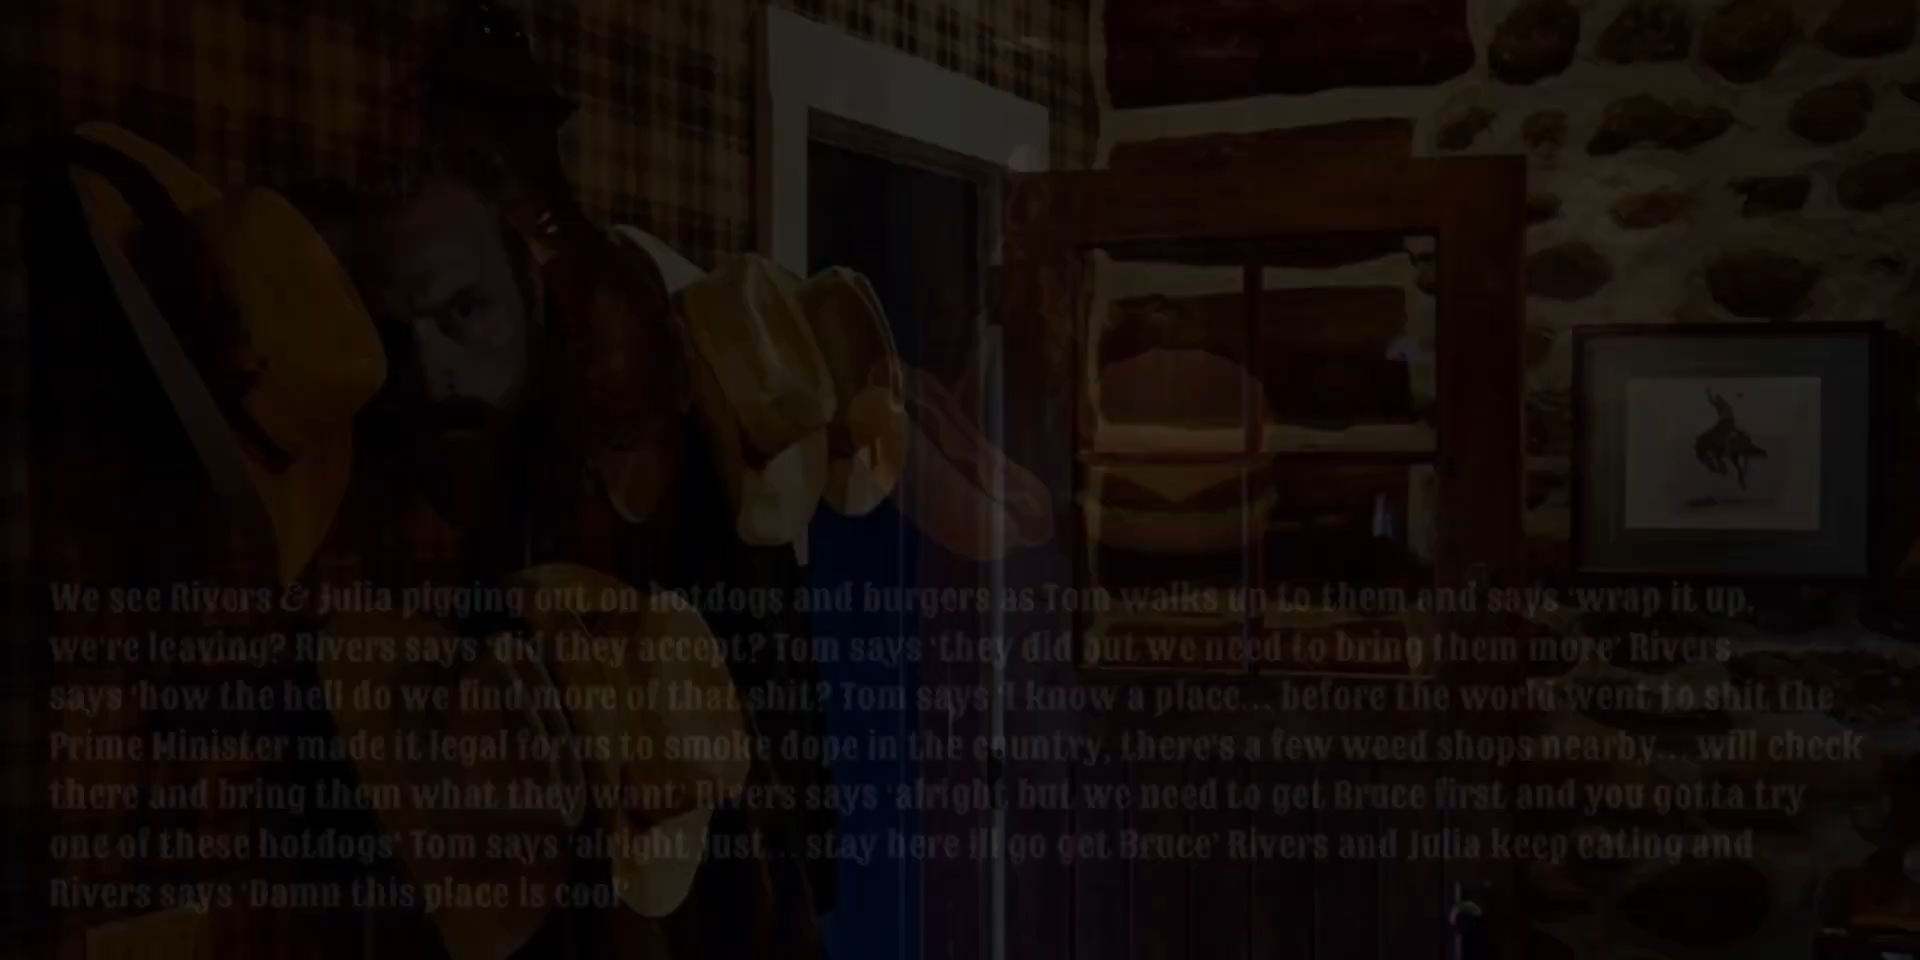 We see Rivers & Julia pigging out on hotdogs and burgers as Tom walks up to them and says 'wrap it up,
we're leaving? Rivers says 'did they accept? Tom says 'they did but we need to bring them more' Rivers
says 'how the hell do we find more of that shit? Tom says 'I know a place... before the world went to shit the
Prime Minister made it legal for us to smoke dope in the country, there's a few weed shops nearby... will check
there and bring them what they want' Rivers says 'alright but we need to get Bruce first and you gotta try
one of these hotdogs' Tom says 'alright just... stay here ill go get Bruce' Rivers and Julia keep eating and
Rivers says 'Damn this place is cool'